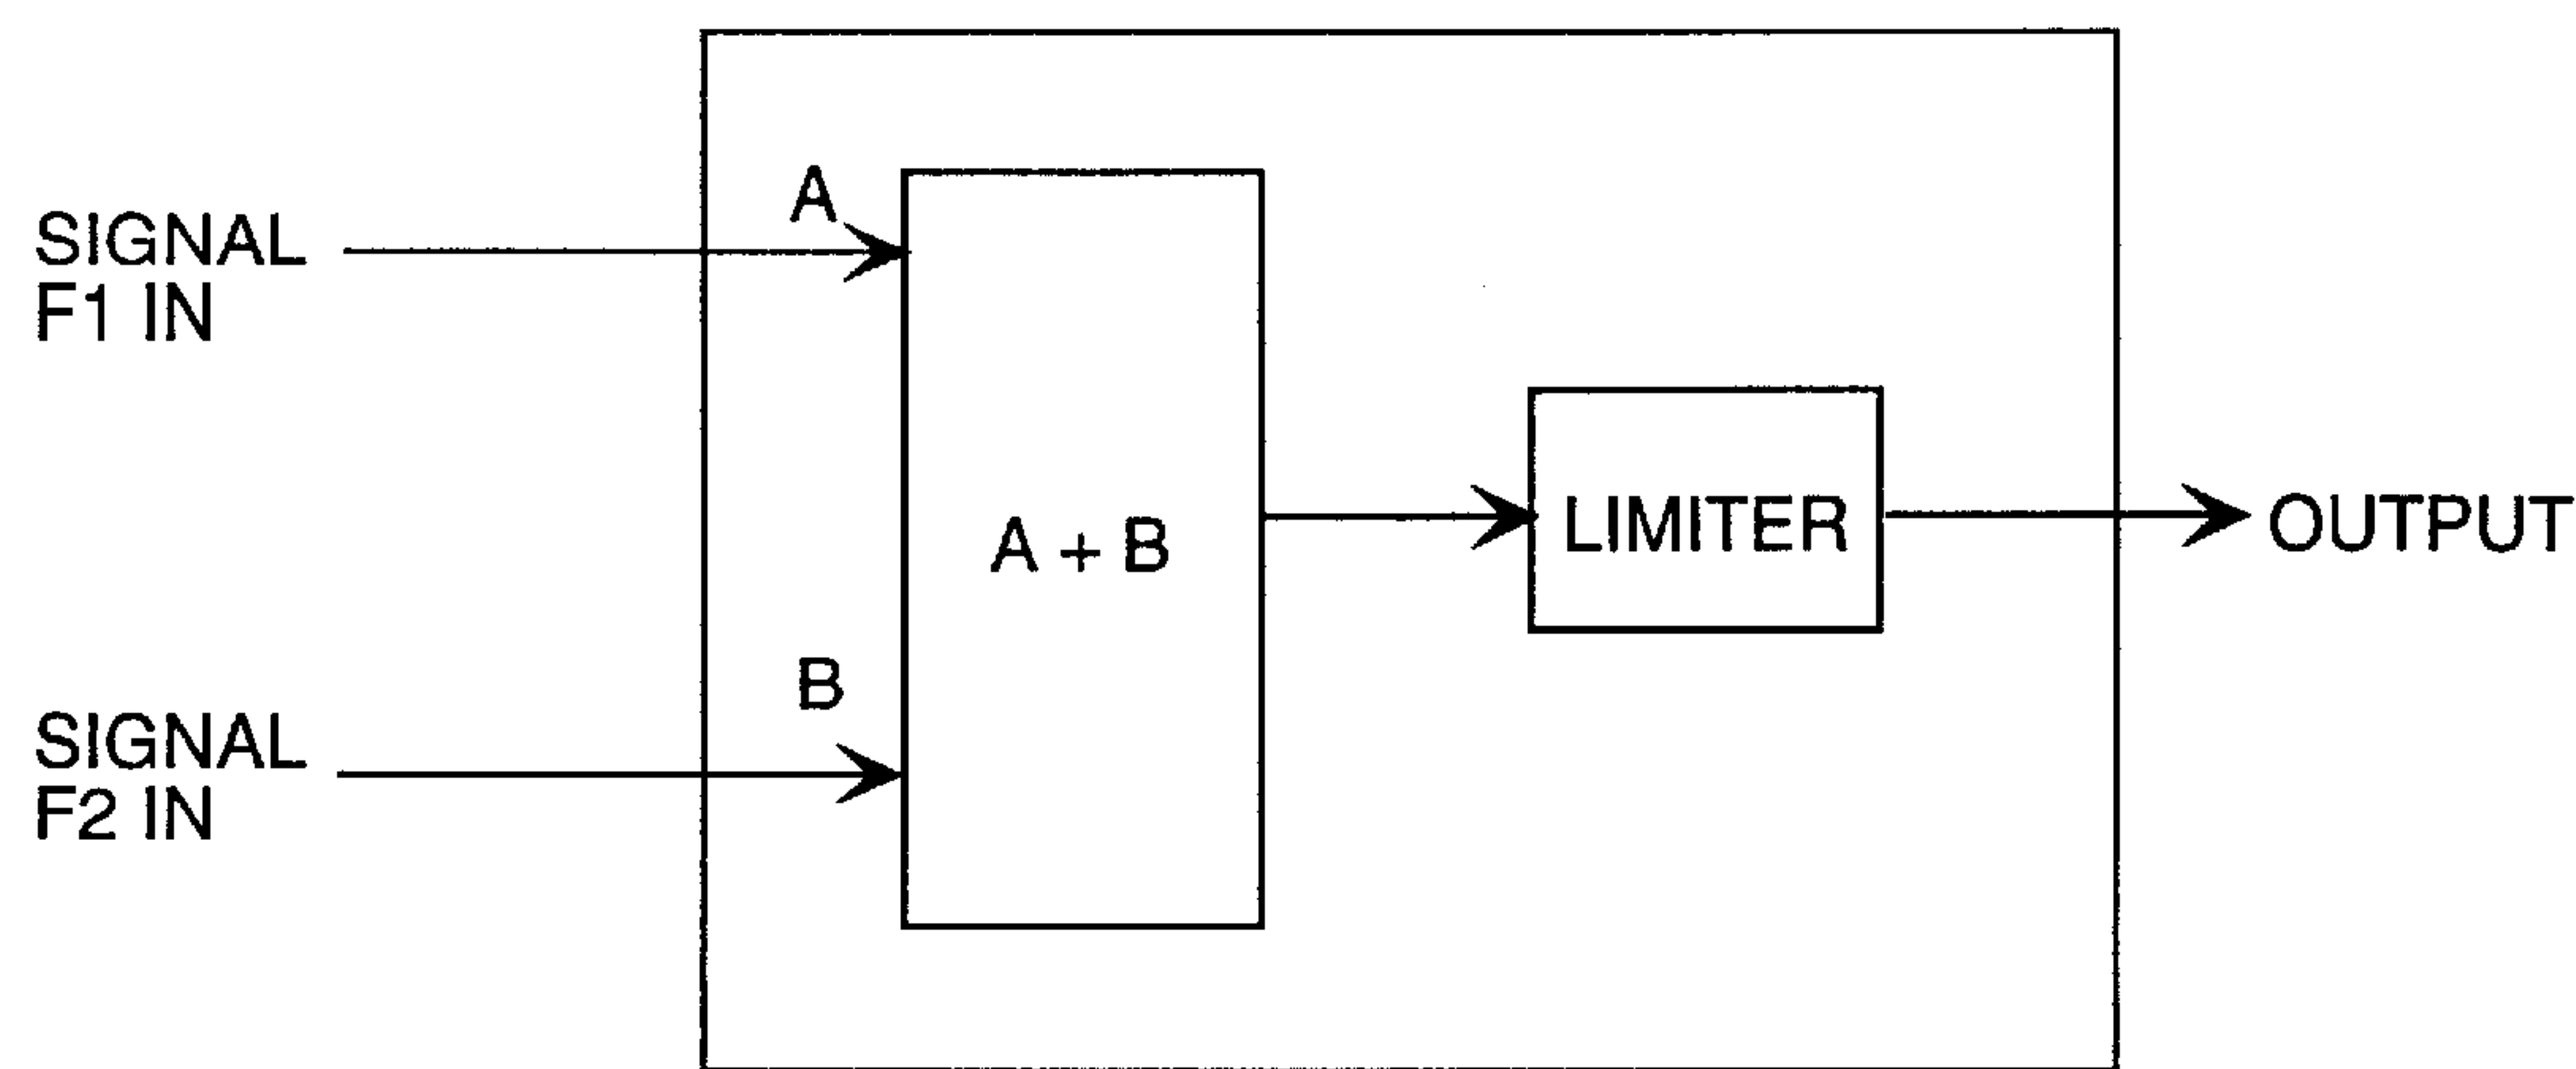 SIGNAL
F1 IN
A
A + B
LIMITER
OUTPUT
B
SIGNAL
F2 IN